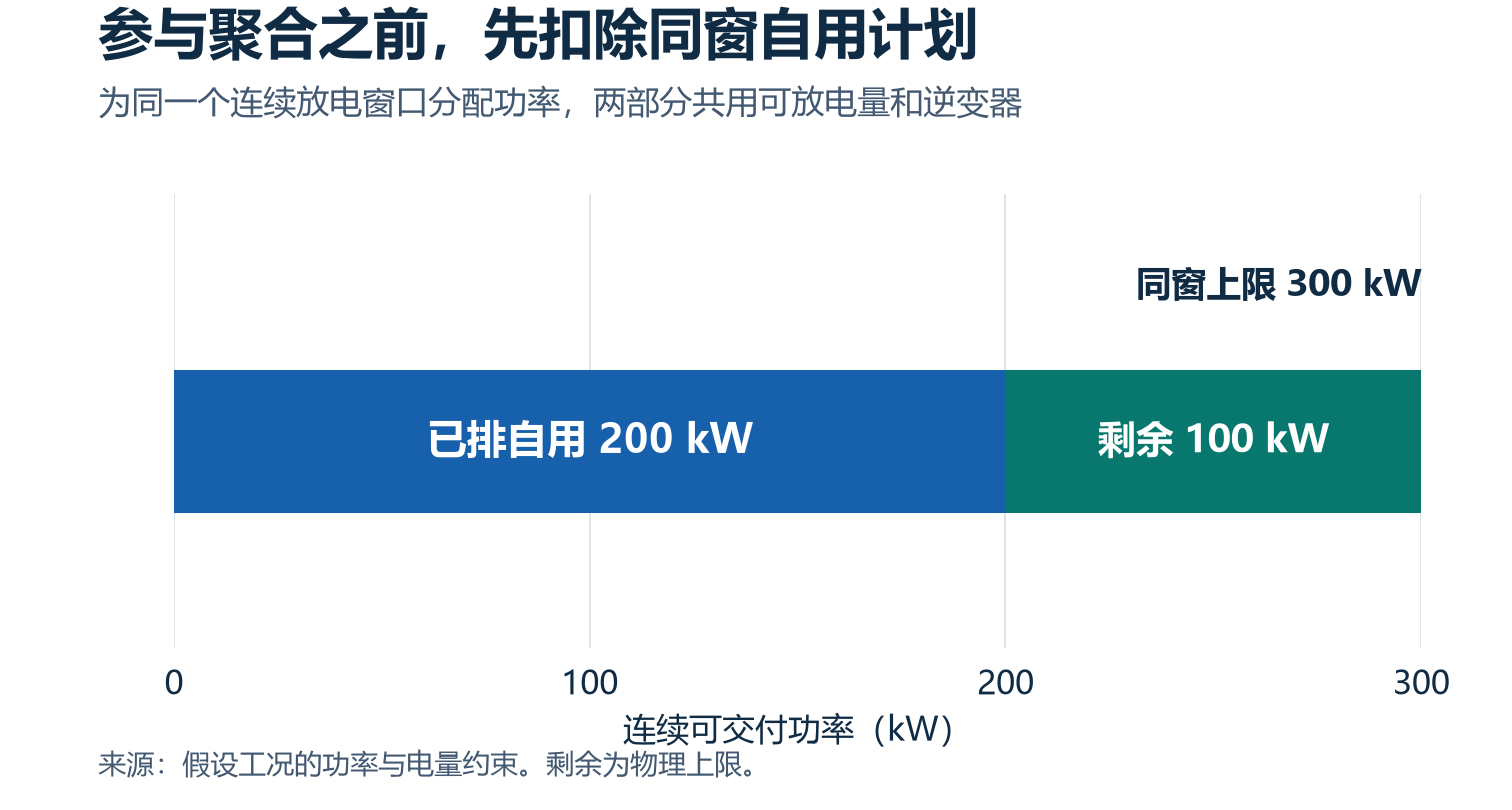 参与聚合之前，先扣除同窗自用计划
为同一个连续放电窗口分配功率，两部分共用可放电量和逆变器
同窗上限 300 kW
已排自用 200 kW
剩余 100 kW
0
100
200
300
连续可交付功率（kW）
来源：假设工况的功率与电量约束。剩余为物理上限。